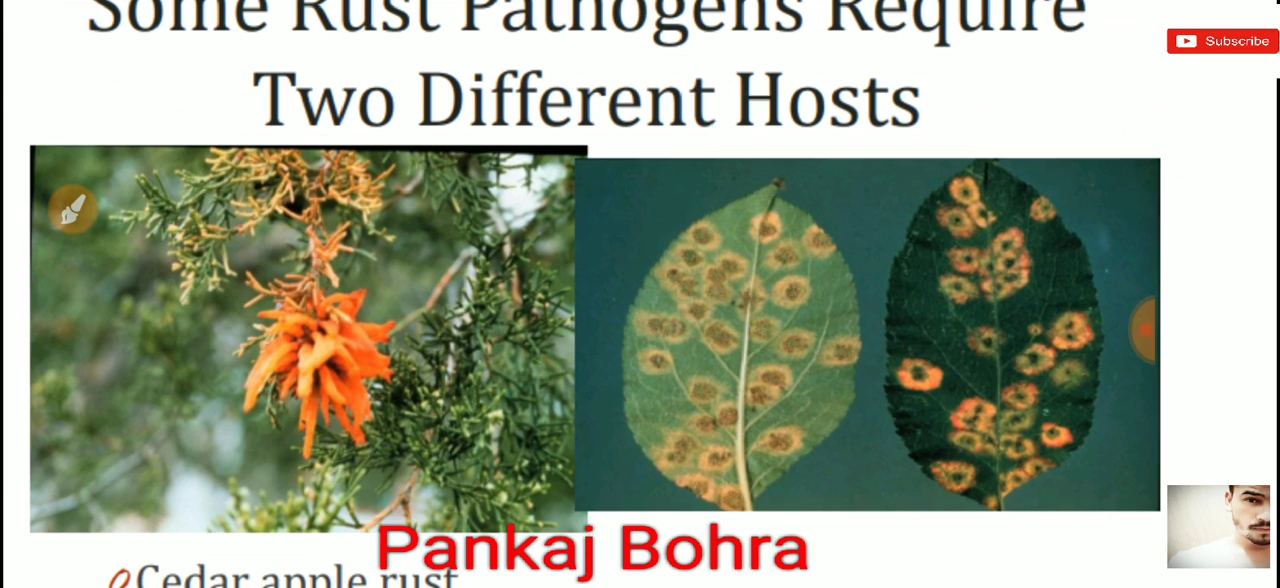 Some Rust Pathogens Require
Two Different Hosts
Subscribe
Pankaj Bohra
Cedar apple rust